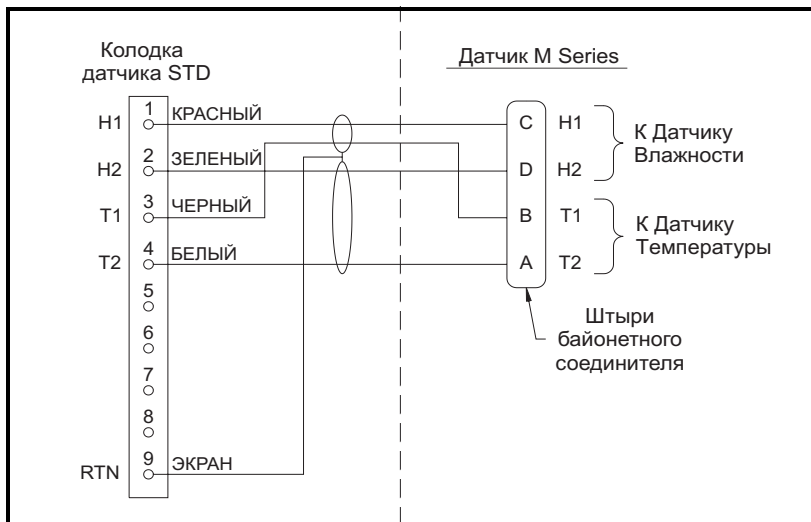 Колодка
датчика STD
Датчик M Series
H1
1
КРАСНЫЙ
C
H1
К Датчику
Влажности
H2
2
ЗЕЛЕНЫЙ
D
H2
T1
3
ЧЕРНЫЙ
B
T1
К Датчику
Температуры
T2
4
БЕЛЫЙ
A
T2
5
6
7
8
RTN
9
ЭКРАН
Штыри
байонетного
соединителя